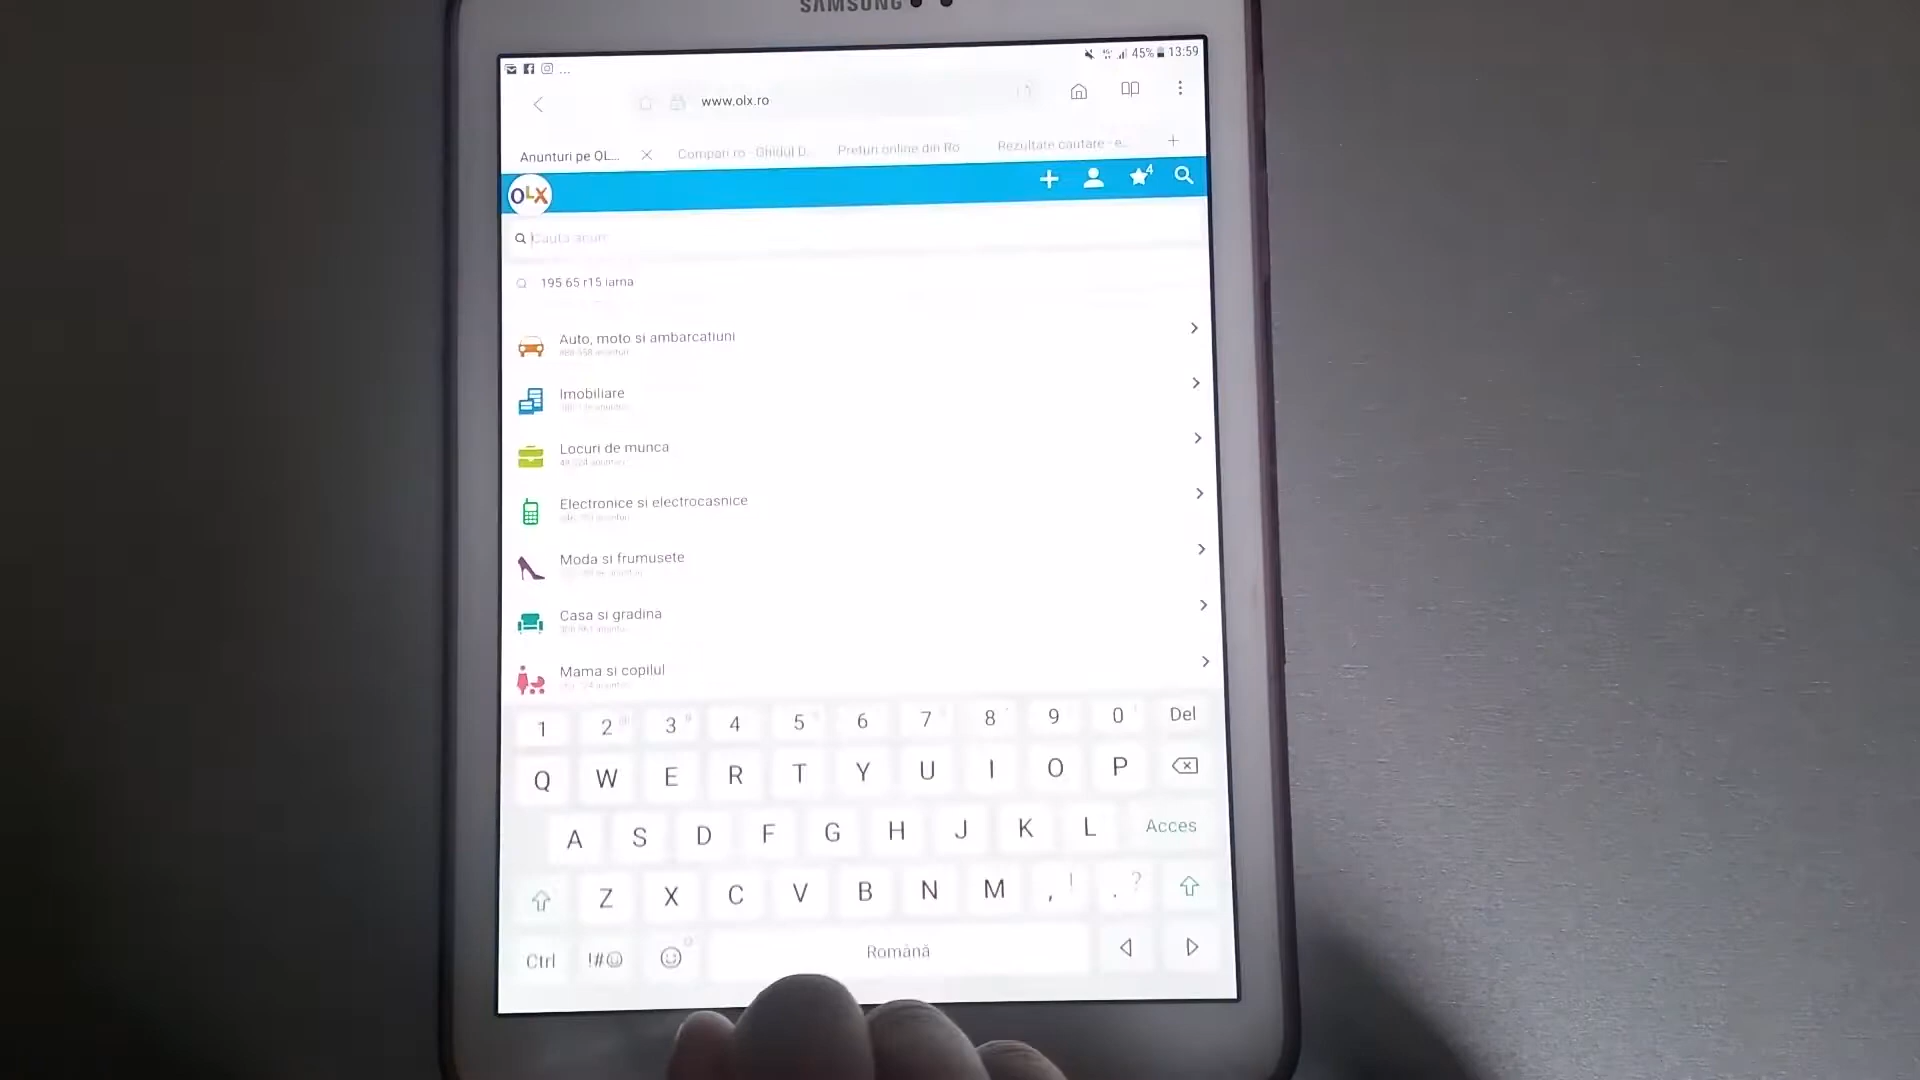 SAMSUNG
... 45% 13:59
www.olx.ro
Anunturi pe OL... Compari.ro - Ghidul D... Preturi online din Ro Rezultate cautare - e...
OLX 4
195 65 r15 iarna
Auto, moto si ambarcatiuni
Imobiliare
Locuri de munca
Electronice si electrocasnice
Moda si frumusete
Casa si gradina
Mama si copilul
1 2 3 4 5 6 7 8 9 0 Del
Q W E R T Y U I O P
A S D F G H J K L Acces
Z X C V B N M , ! . ?
Ctrl !#☺ Română